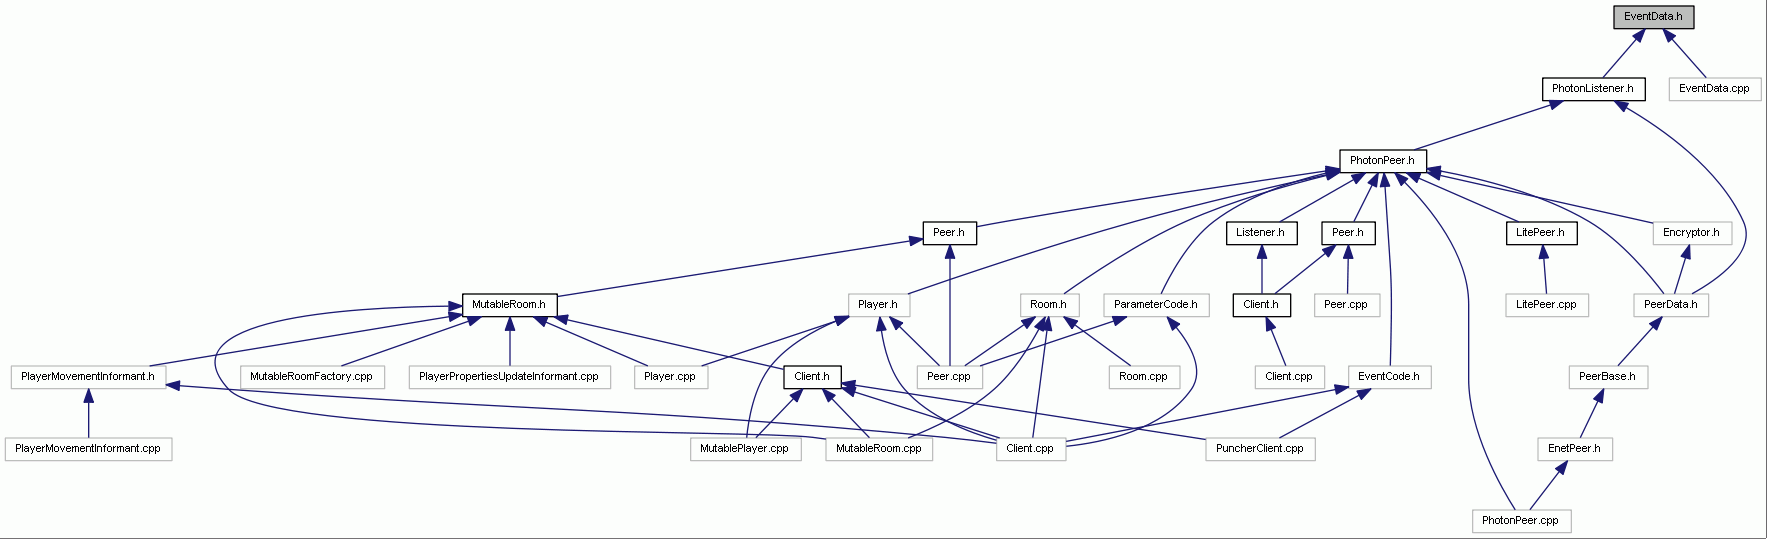 EventData.h
PhotonListener.h
EventData.cpp
PhotonPeer.h
Peer.h
Listener.h
Peer.h
LitePeer.h
Encryptor.h
MutableRoom.h
Player.h
Room.h
ParameterCode.h
Client.h
Peer.cpp
LitePeer.cpp
PeerData.h
PlayerMovementInformant.h
MutableRoomFactory.cpp
PlayerPropertiesUpdateInformant.cpp
Player.cpp
Client.h
Peer.cpp
Room.cpp
Client.cpp
EventCode.h
PeerBase.h
PlayerMovementInformant.cpp
MutablePlayer.cpp
MutableRoom.cpp
Client.cpp
PuncherClient.cpp
EnetPeer.h
PhotonPeer.cpp